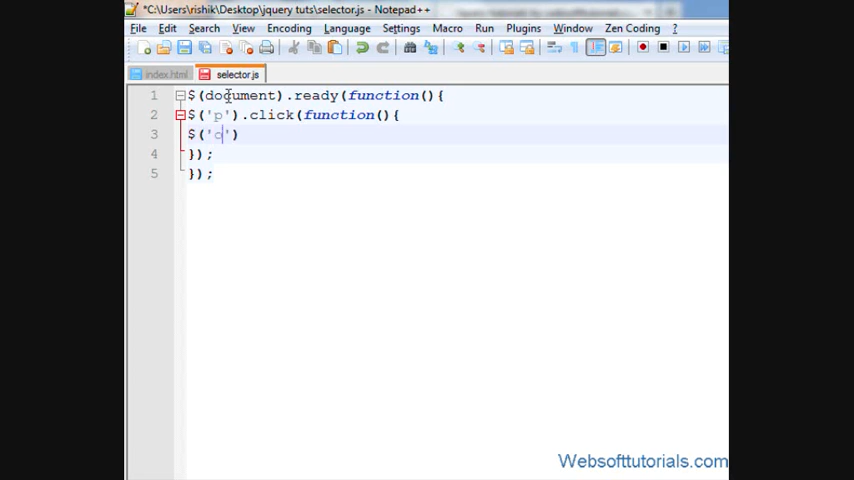 *C:\Users\rishik\Desktop\jquery tuts\selector.js - Notepad++
File Edit Search View Encoding Language Settings Macro Run Plugins Window Zen Coding ?
index.html selector.js
1 $(document).ready(function(){
2 $('p').click(function(){
3 $('c')
4 });
5 });
Websofttutorials.com